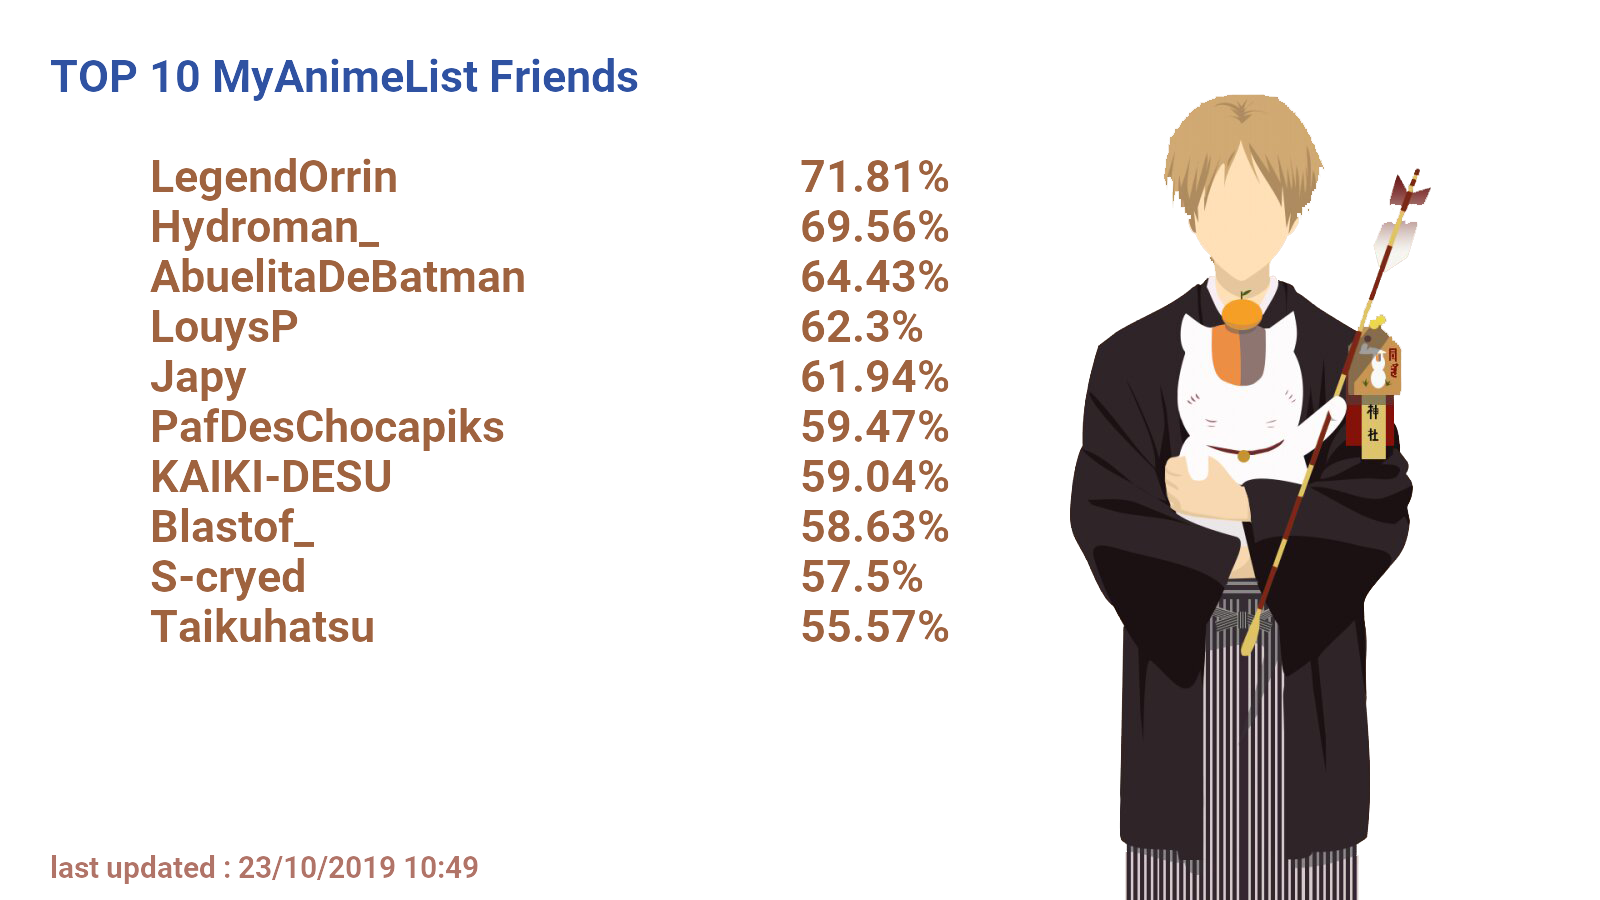 TOP 10 MyAnimeList Friends
LegendOrrin 71.81%
Hydroman_ 69.56%
AbuelitaDeBatman 64.43%
LouysP 62.3%
Japy 61.94%
PafDesChocapiks 59.47%
KAIKI-DESU 59.04%
Blastof_ 58.63%
S-cryed 57.5%
Taikuhatsu 55.57%
神
社
last updated : 23/10/2019 10:49